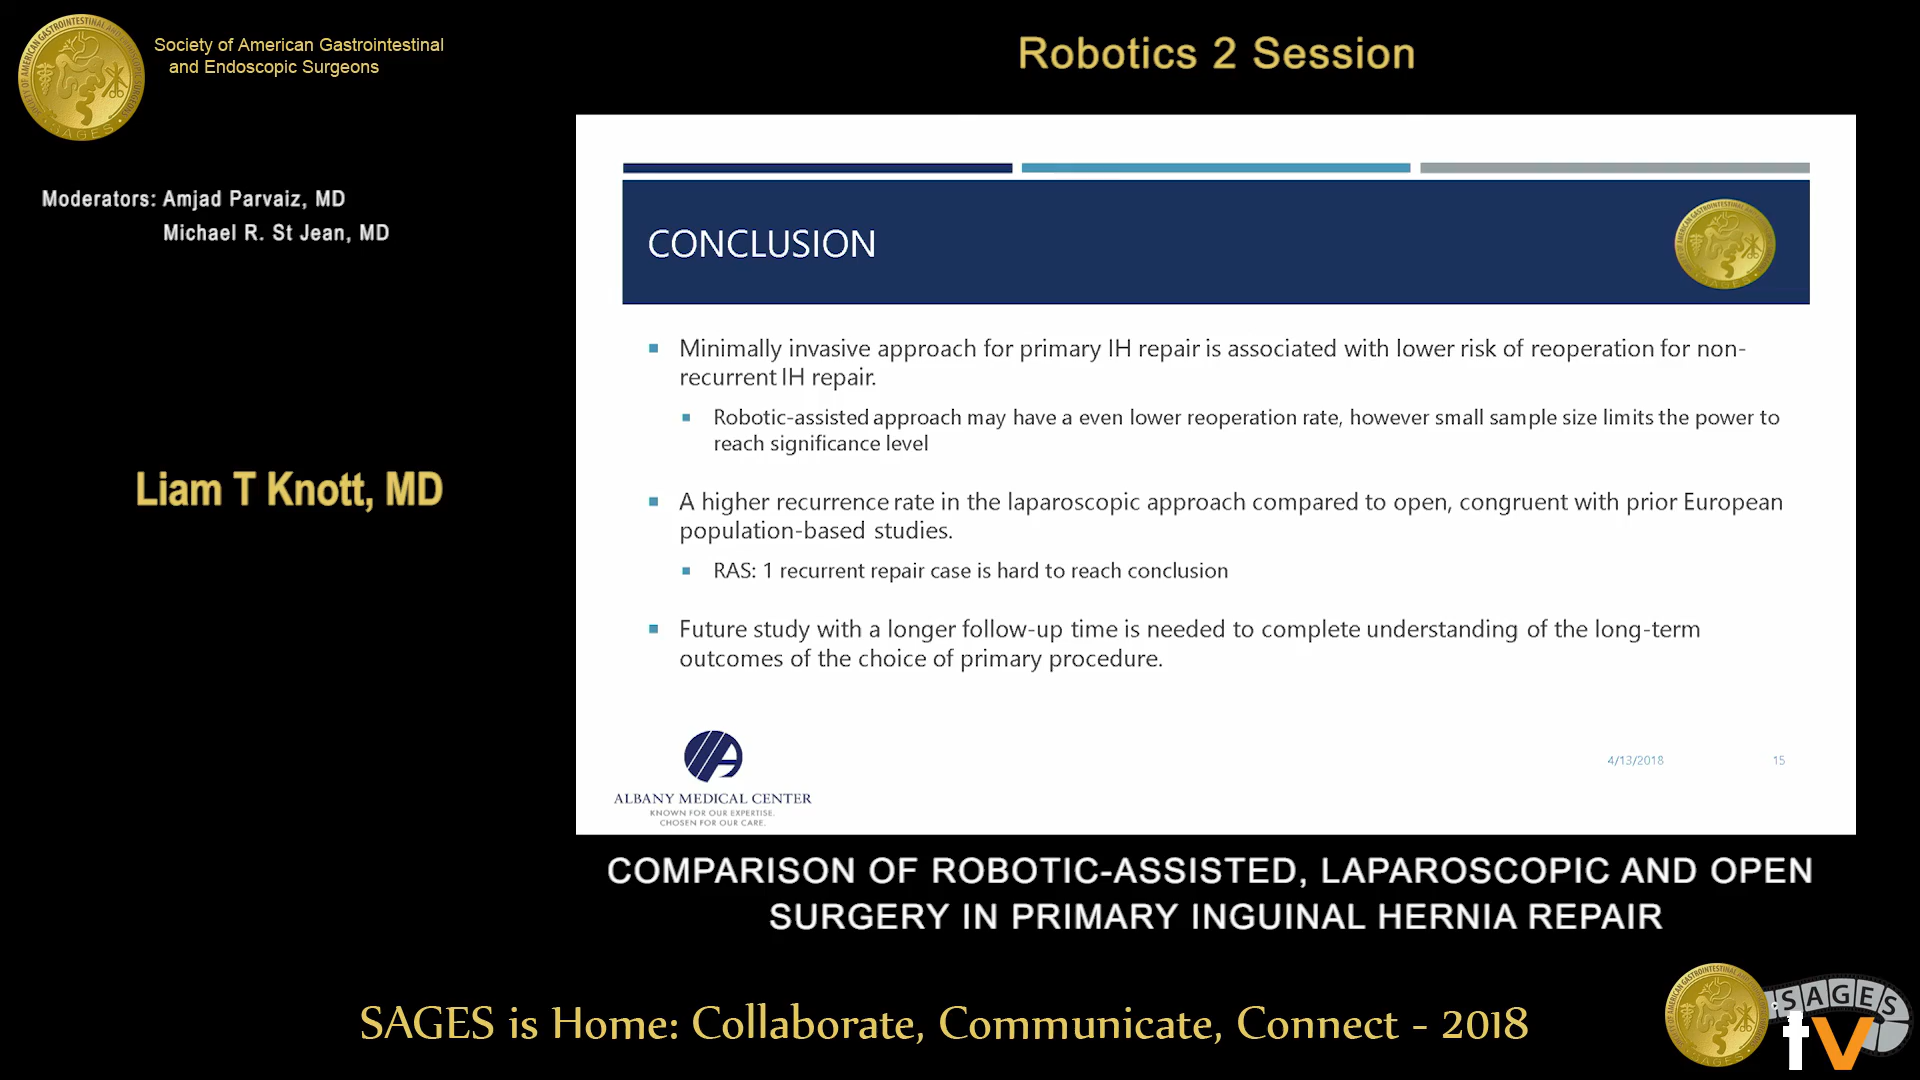 Society of American Gastrointestinal
and Endoscopic Surgeons
Robotics 2 Session
Moderators: Amjad Parvaiz, MD
Michael R. St Jean, MD
Liam T Knott, MD
CONCLUSION
Minimally invasive approach for primary IH repair is associated with lower risk of reoperation for non-
recurrent IH repair.
Robotic-assisted approach may have a even lower reoperation rate, however small sample size limits the power to
reach significance level
A higher recurrence rate in the laparoscopic approach compared to open, congruent with prior European
population-based studies.
RAS: 1 recurrent repair case is hard to reach conclusion
Future study with a longer follow-up time is needed to complete understanding of the long-term
outcomes of the choice of primary procedure.
ALBANY MEDICAL CENTER
KNOWN FOR OUR EXPERTISE.
CHOSEN FOR OUR CARE.
4/13/2018
15
COMPARISON OF ROBOTIC-ASSISTED, LAPAROSCOPIC AND OPEN
SURGERY IN PRIMARY INGUINAL HERNIA REPAIR
SAGES is Home: Collaborate, Communicate, Connect - 2018
SAGES
tv